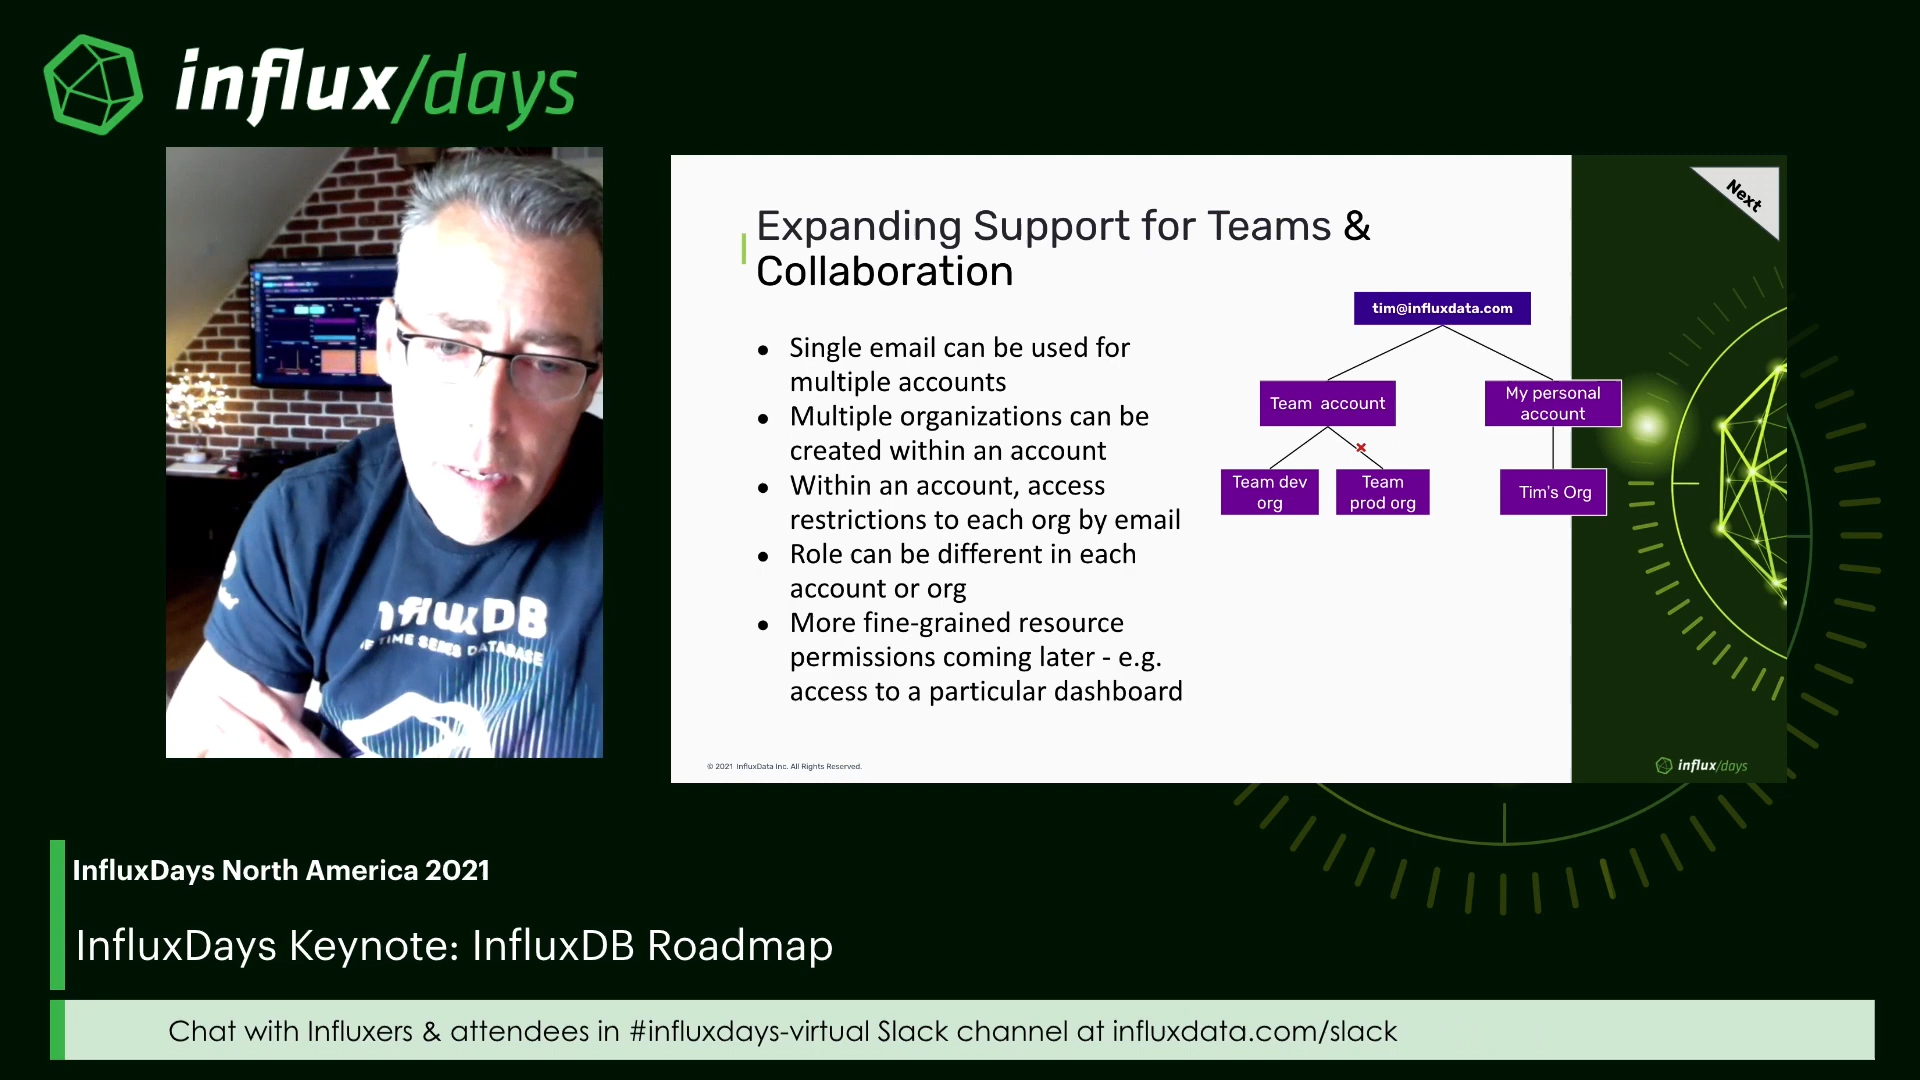 influx/days
Expanding Support for Teams &
Collaboration
Next
● Single email can be used for
multiple accounts
● Multiple organizations can be
created within an account
● Within an account, access
restrictions to each org by email
● Role can be different in each
account or org
● More fine-grained resource
permissions coming later - e.g.
access to a particular dashboard
tim@influxdata.com
Team account
My personal
account
Team dev
org
Team
prod org
Tim's Org
© 2021 InfluxData Inc. All Rights Reserved.
influx/days
InfluxDB
TIME SERIES DATABASE
InfluxDays North America 2021
InfluxDays Keynote: InfluxDB Roadmap
Chat with Influxers & attendees in #influxdays-virtual Slack channel at influxdata.com/slack